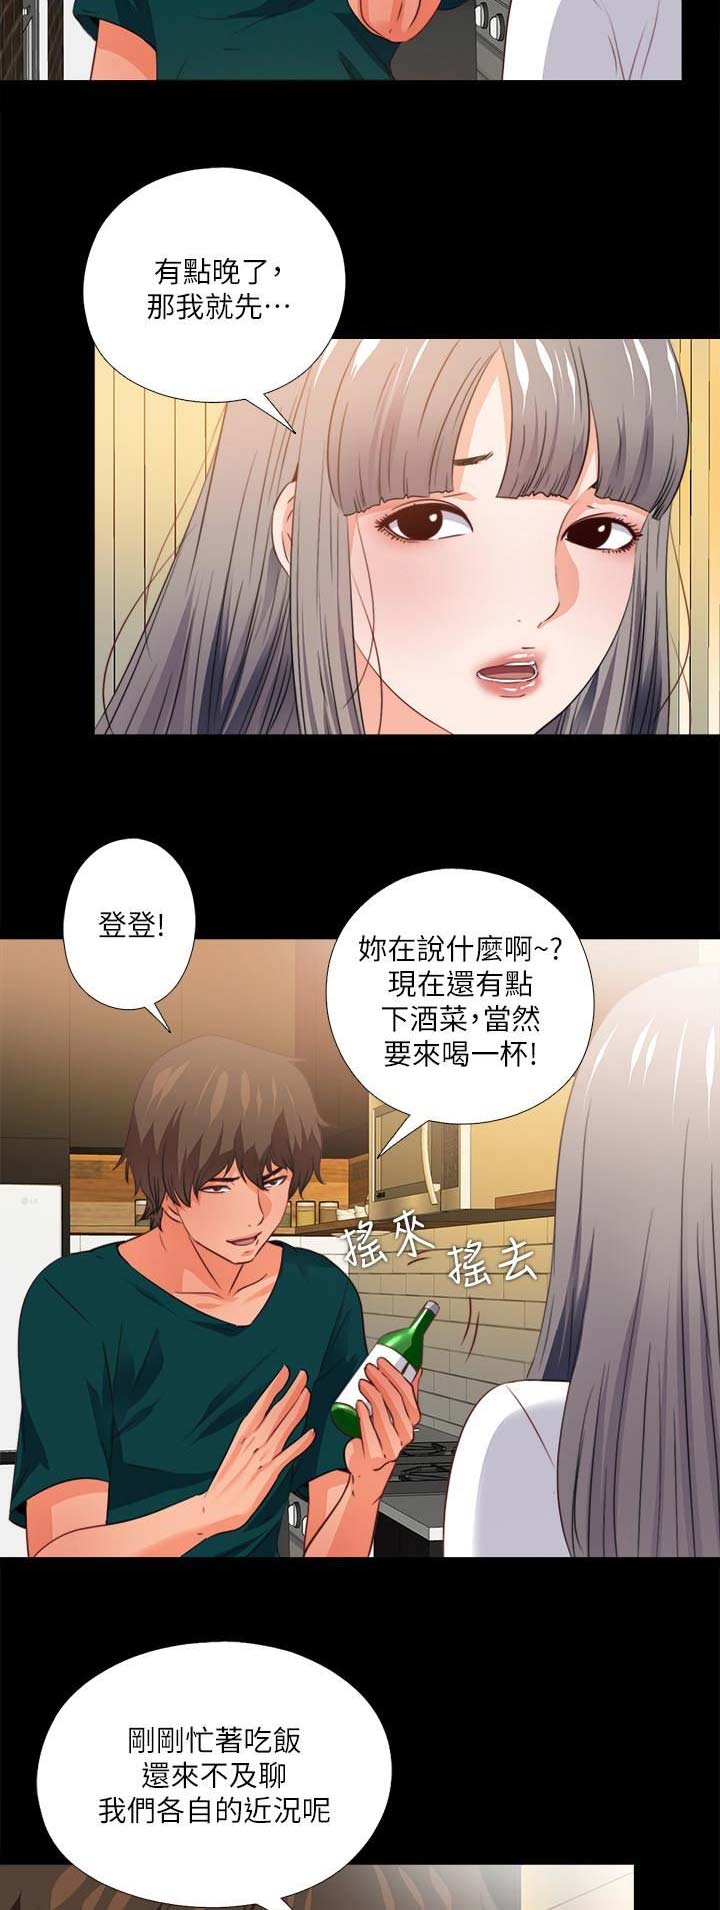 有點晚了，
那我就先⋯
登登!
妳在說什麼啊~?
現在還有點
下酒菜，當然
要來喝一杯!
搖來
搖去
剛剛忙著吃飯
還來不及聊
我們各自的近況呢